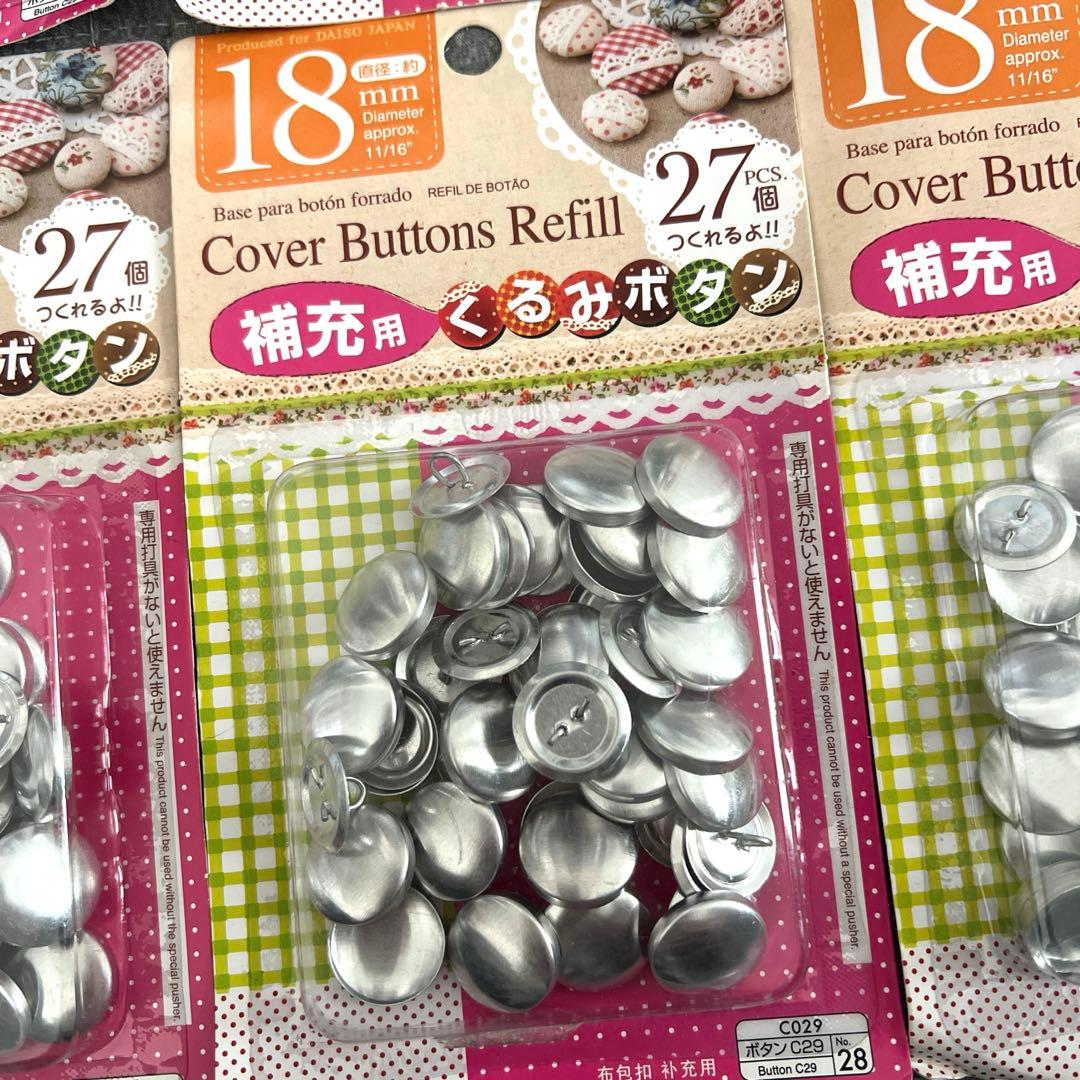 Button C29
Produced for DAISO JAPAN
18
直径：約
mm
Diameter
approx.
11/16"
Base para botón forrado REFIL DE BOTÃO
Cover Buttons Refill
27 PCS.
個
つくれるよ!!
補充用 くるみボタン
専用打具がないと使えません This product cannot be used without a special pusher.
C029
ボタンC29
Button C29
No.
28
布包扣 补充用
27個
つくれるよ!!
ボタン
専用打具がないと使えません This product cannot be used without the special pusher.
18
mm
Diameter
approx.
11/16"
Base para botón forrado
Cover Butto
補充用